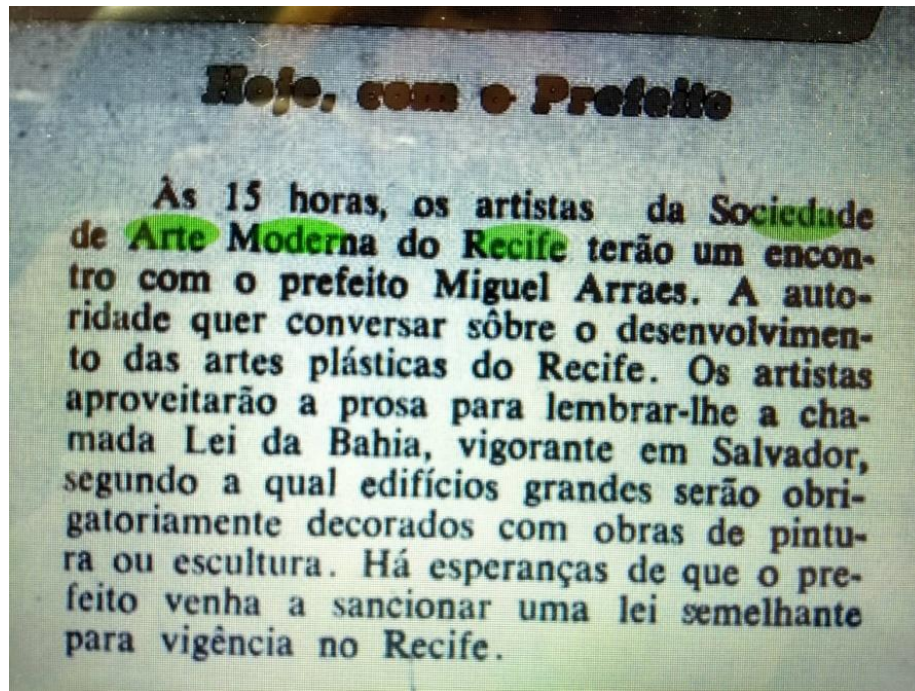 Hoje, com o Prefeito
Às 15 horas, os artistas da Sociedade
de Arte Moderna do Recife terão um encon-
tro com o prefeito Miguel Arraes. A auto-
ridade quer conversar sôbre o desenvolvimen-
to das artes plásticas do Recife. Os artistas
aproveitarão a prosa para lembrar-lhe a cha-
mada Lei da Bahia, vigorante em Salvador,
segundo a qual edifícios grandes serão obri-
gatoriamente decorados com obras de pintu-
ra ou escultura. Há esperanças de que o pre-
feito venha a sancionar uma lei semelhante
para vigência no Recife.